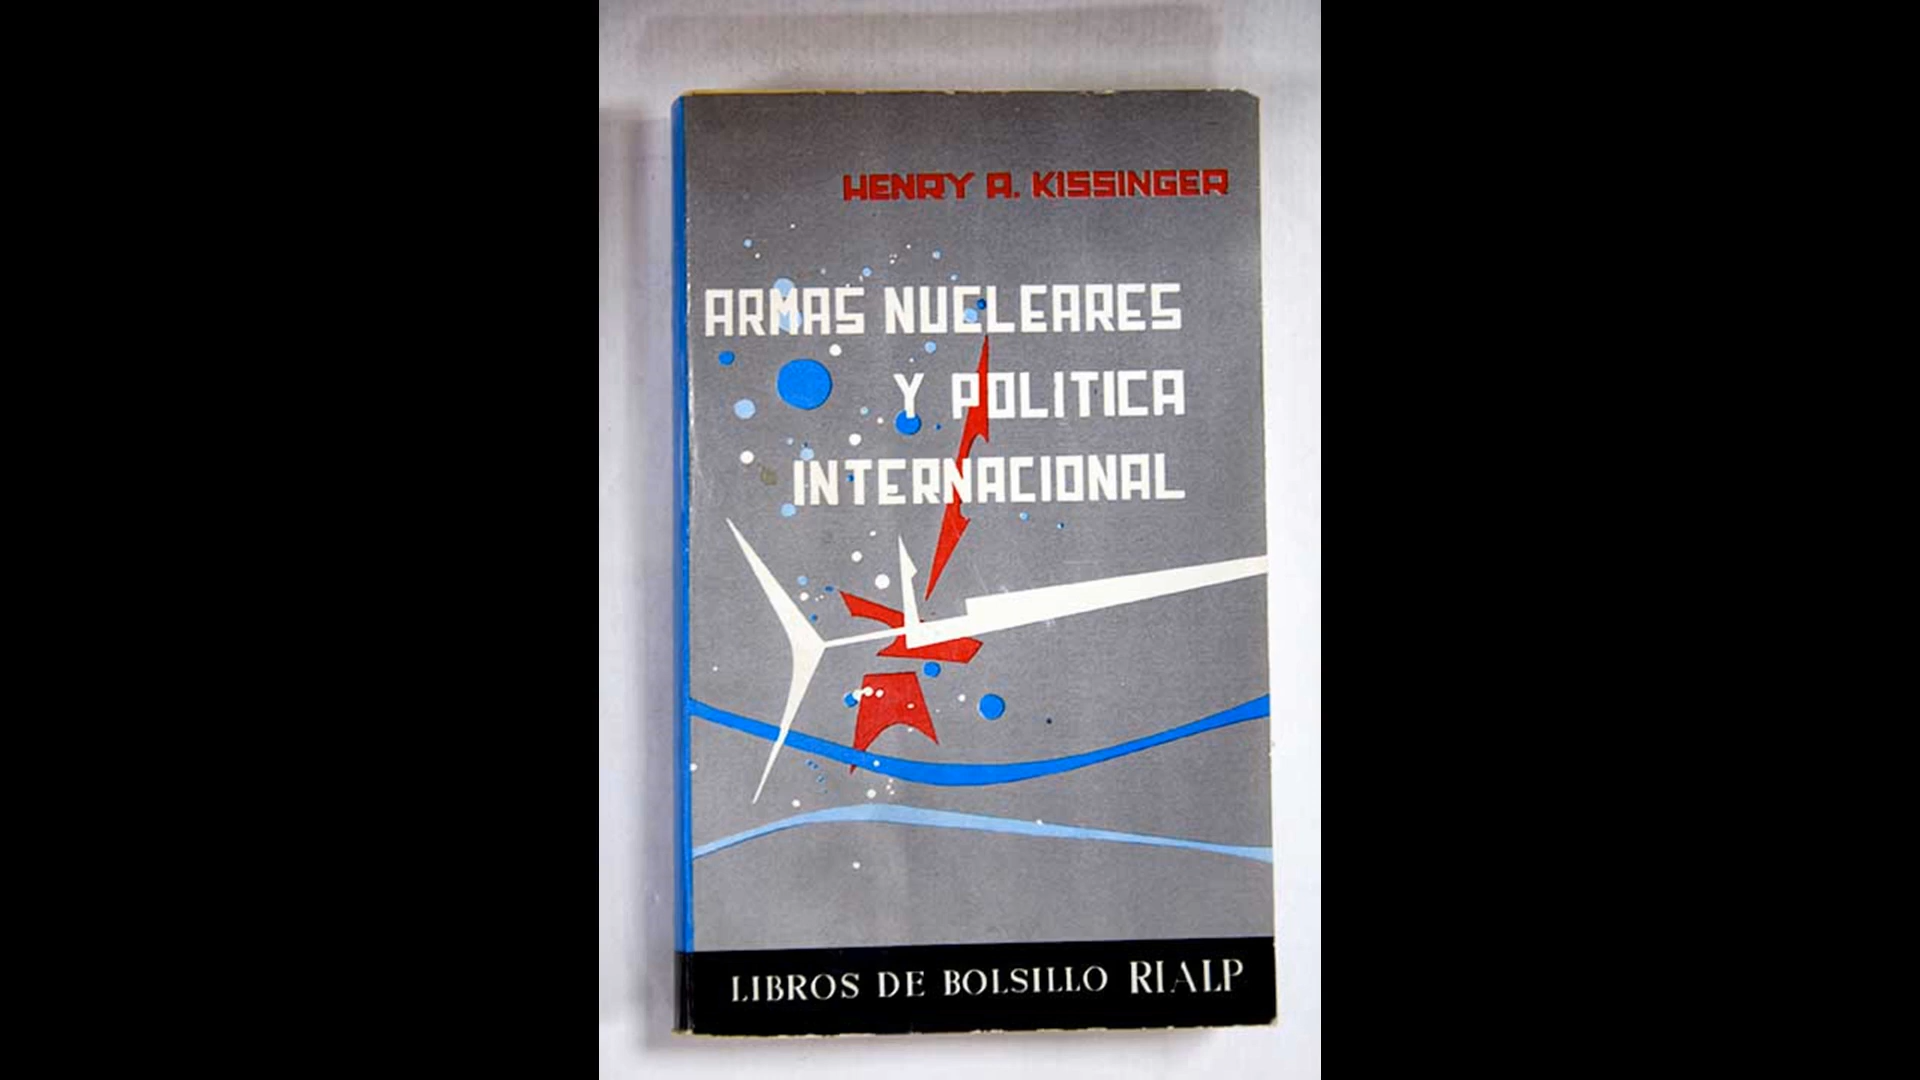 HENRY A. KISSINGER
ARMAS NUCLEARES
Y POLITICA
INTERNACIONAL
LIBROS DE BOLSILLO RIALP